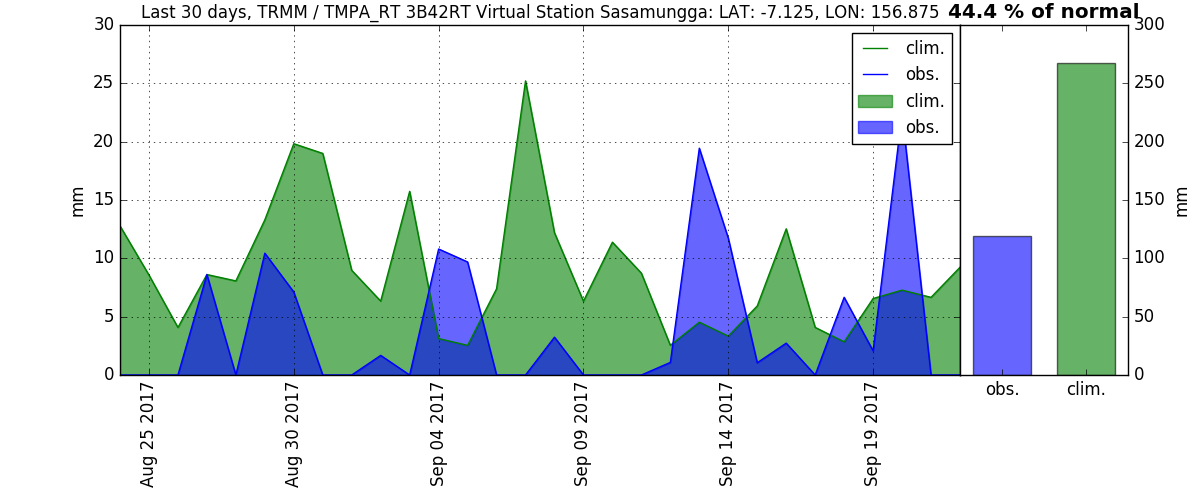 Last 30 days, TRMM / TMPA_RT 3B42RT Virtual Station Sasamungga: LAT: -7.125, LON: 156.875
44.4 % of normal
30
25
20
15
10
5
0
mm
clim.
obs.
clim.
obs.
Aug 25 2017
Aug 30 2017
Sep 04 2017
Sep 09 2017
Sep 14 2017
Sep 19 2017
300
250
200
150
100
50
0
mm
obs.
clim.